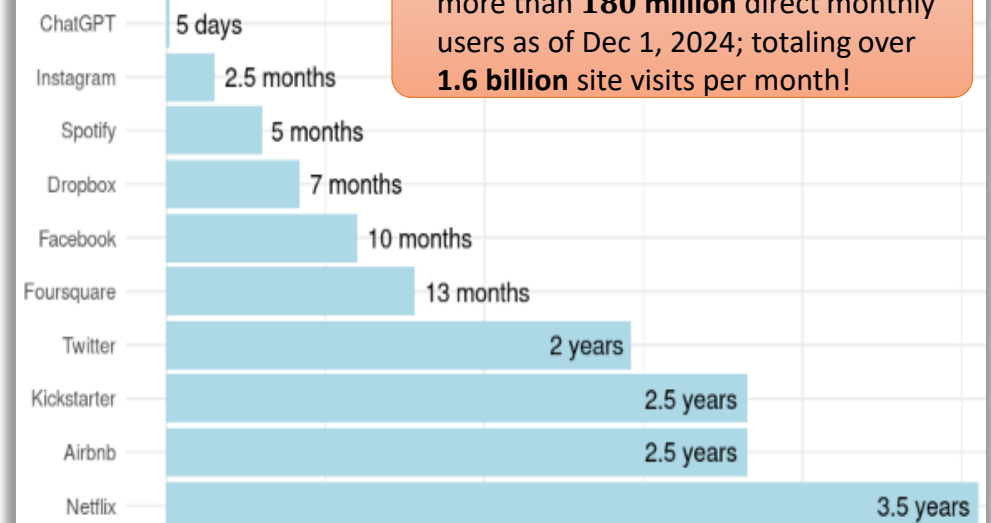 more than 180 million direct monthly
users as of Dec 1, 2024; totaling over
1.6 billion site visits per month!
ChatGPT 5 days
Instagram 2.5 months
Spotify 5 months
Dropbox 7 months
Facebook 10 months
Foursquare 13 months
Twitter 2 years
Kickstarter 2.5 years
Airbnb 2.5 years
Netflix 3.5 years